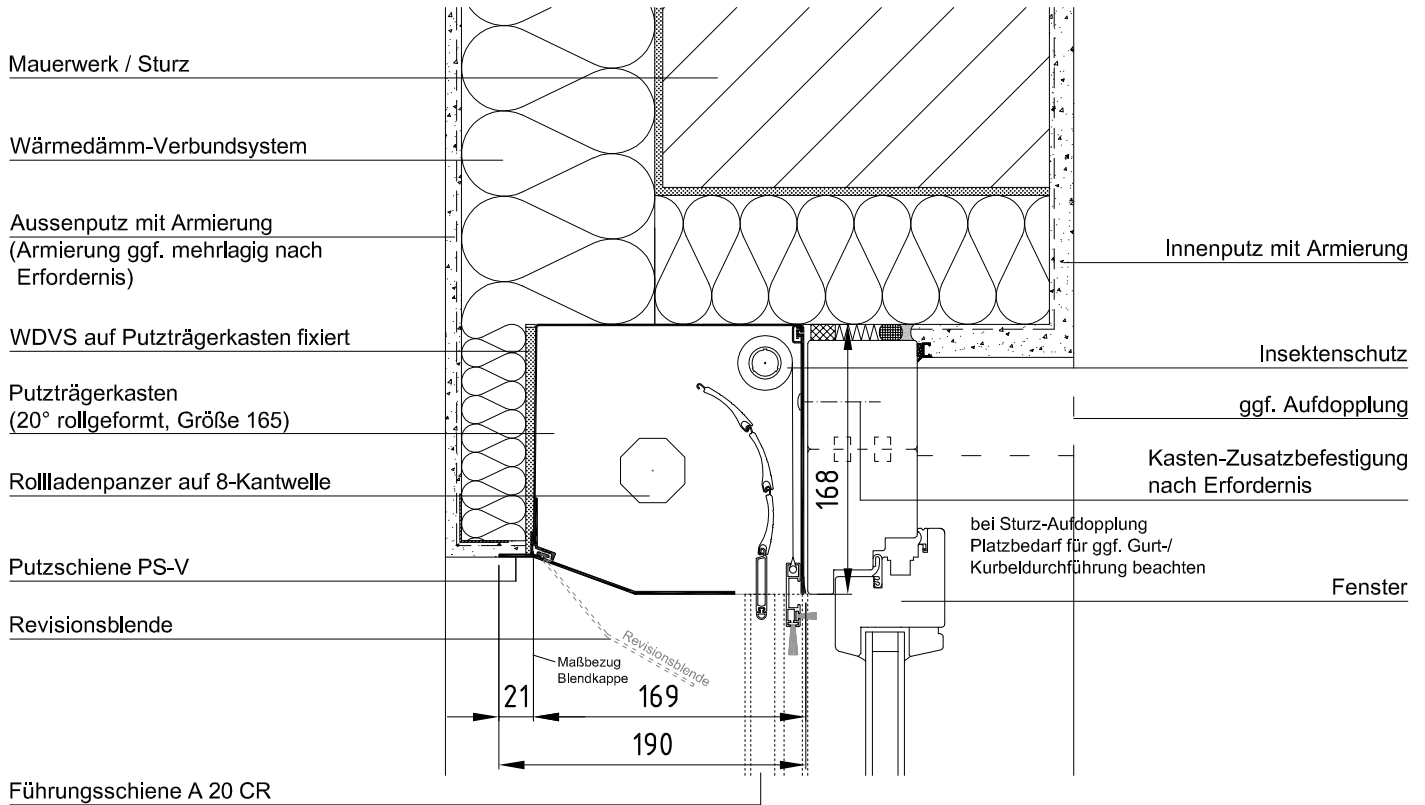 Mauerwerk / Sturz
Wärmedämm-Verbundsystem
Aussenputz mit Armierung
(Armierung ggf. mehrlagig nach
Erfordernis)
WDVS auf Putzträgerkasten fixiert
Putzträgerkasten
(20° rollgeformt, Größe 165)
Rollladenpanzer auf 8-Kantwelle
Putzschiene PS-V
Revisionsblende
Führungsschiene A 20 CR
Revisionsblende
Maßbezug
Blendkappe
21
169
190
168
Innenputz mit Armierung
Insektenschutz
ggf. Aufdopplung
Kasten-Zusatzbefestigung
nach Erfordernis
bei Sturz-Aufdopplung
Platzbedarf für ggf. Gurt-/
Kurbeldurchführung beachten
Fenster